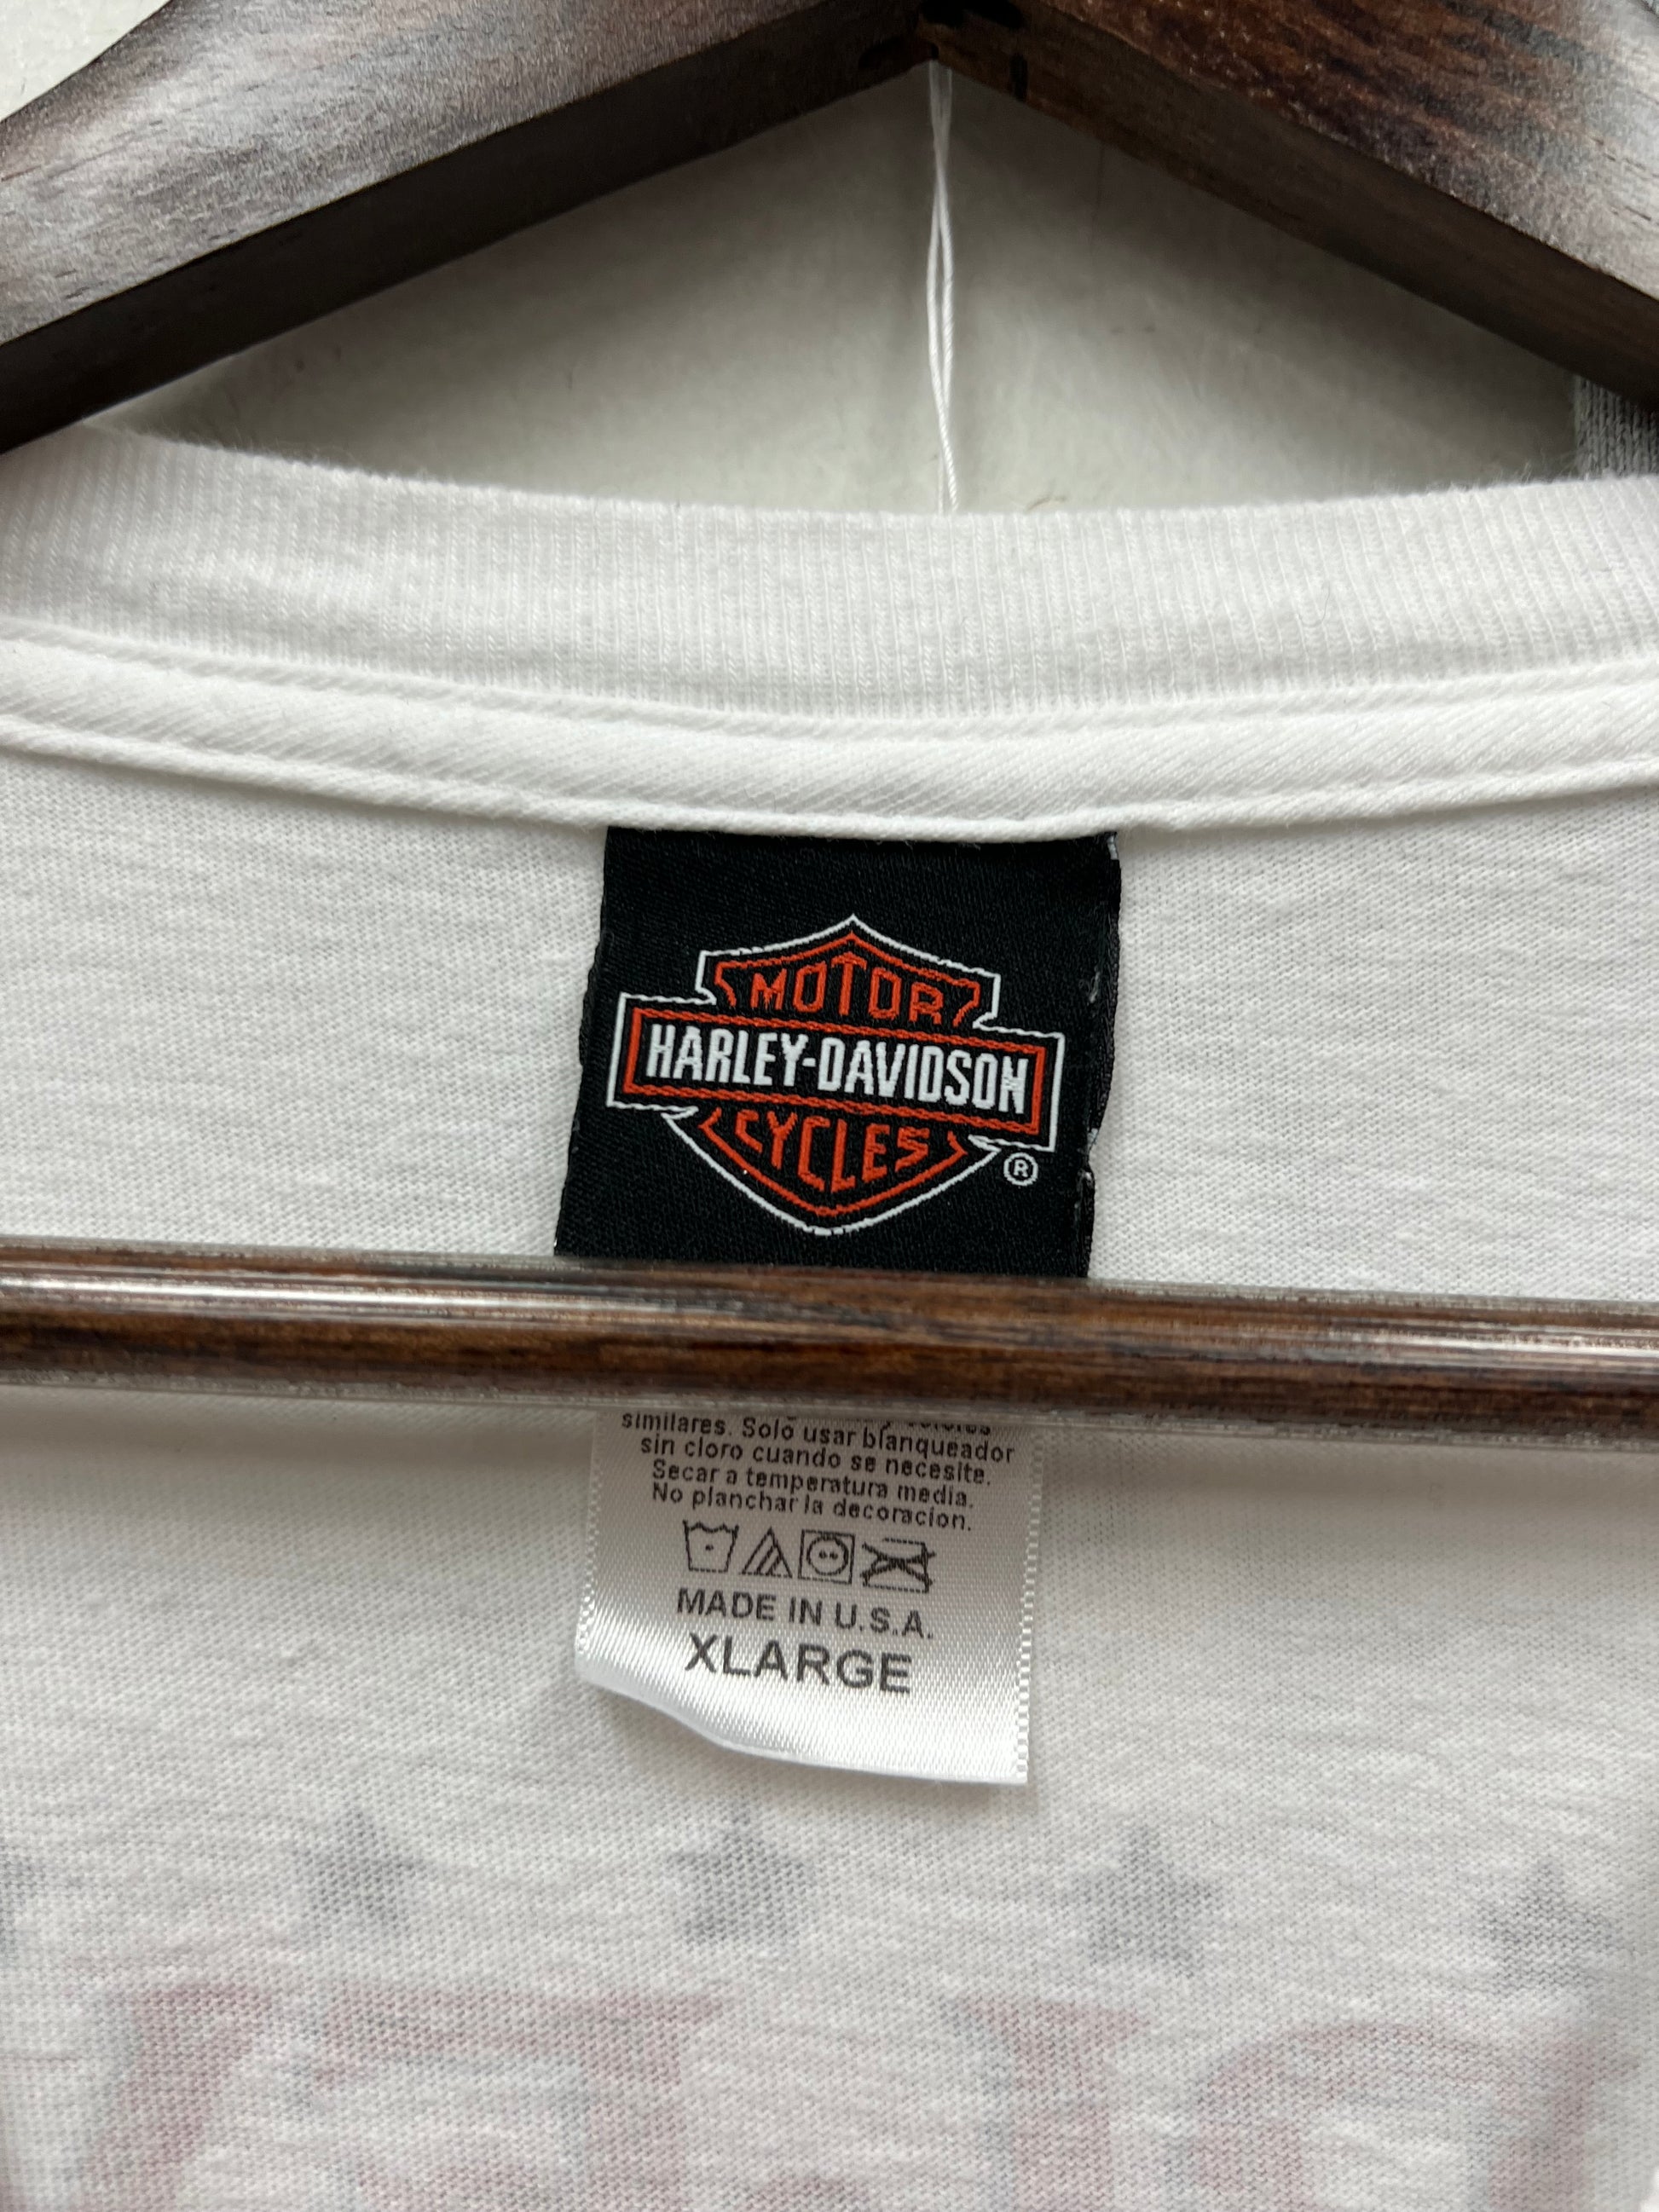 MOTOR
HARLEY-DAVIDSON
CYCLES
®
similares. Solo usar blanqueador
sin cloro cuando se necesite.
Secar a temperatura media.
No planchar la decoracion.
MADE IN U.S.A.
XLARGE